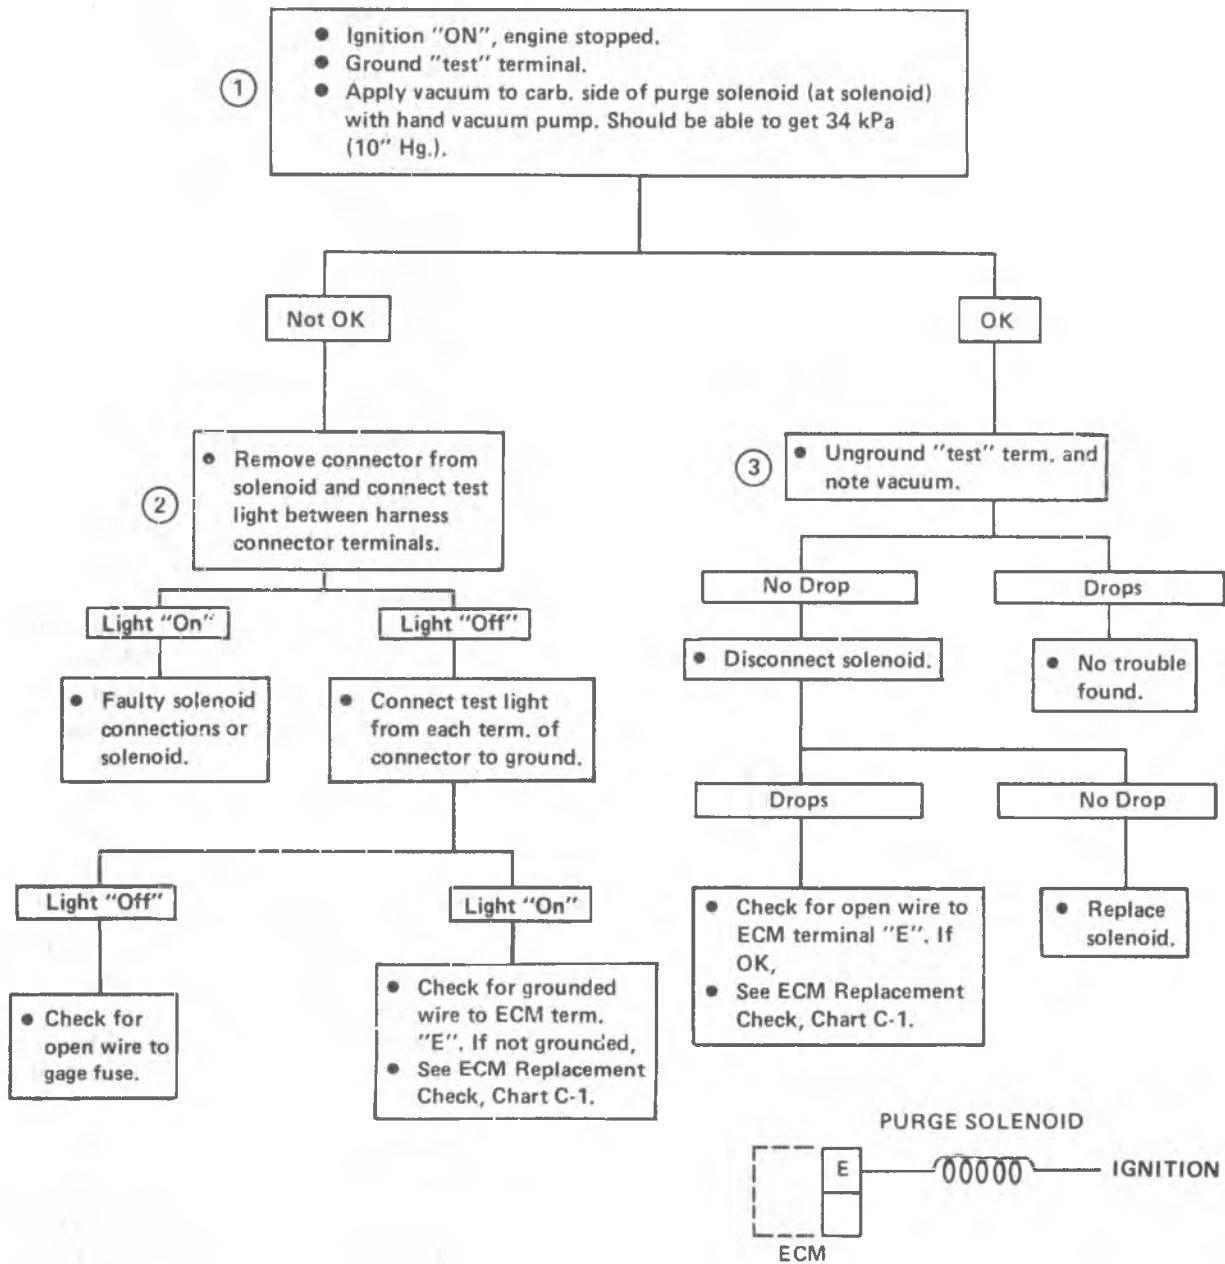 ① ● Ignition "ON", engine stopped.
● Ground "test" terminal.
● Apply vacuum to carb. side of purge solenoid (at solenoid)
with hand vacuum pump. Should be able to get 34 kPa
(10" Hg.).
Not OK
OK
② ● Remove connector from
solenoid and connect test
light between harness
connector terminals.
③ ● Unground "test" term. and
note vacuum.
Light "On"
Light "Off"
No Drop
Drops
● Faulty solenoid
connections or
solenoid.
● Connect test light
from each term. of
connector to ground.
● Disconnect solenoid.
● No trouble
found.
Drops
No Drop
Light "Off"
Light "On"
● Check for
open wire to
gage fuse.
● Check for grounded
wire to ECM term.
"E". If not grounded,
● See ECM Replacement
Check, Chart C-1.
● Check for open wire to
ECM terminal "E". If
OK,
● See ECM Replacement
Check, Chart C-1.
● Replace
solenoid.
PURGE SOLENOID
E
IGNITION
ECM